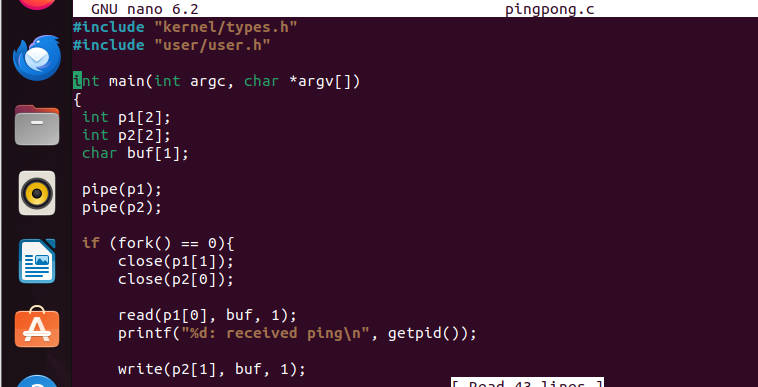 GNU nano 6.2 pingpong.c
#include "kernel/types.h"
#include "user/user.h"
int main(int argc, char *argv[])
{
int p1[2];
int p2[2];
char buf[1];
pipe(p1);
pipe(p2);
if (fork() == 0){
close(p1[1]);
close(p2[0]);
read(p1[0], buf, 1);
printf("%d: received ping\n", getpid());
write(p2[1], buf, 1);
[ Read 43 lines ]